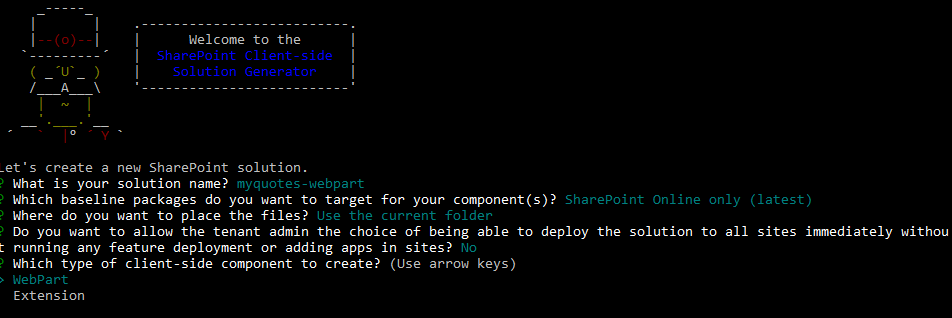 Welcome to the
SharePoint Client-side
Solution Generator
Let's create a new SharePoint solution.
? What is your solution name? myquotes-webpart
? Which baseline packages do you want to target for your component(s)? SharePoint Online only (latest)
? Where do you want to place the files? Use the current folder
? Do you want to allow the tenant admin the choice of being able to deploy the solution to all sites immediately withou
t running any feature deployment or adding apps in sites? No
? Which type of client-side component to create? (Use arrow keys)
> WebPart
Extension